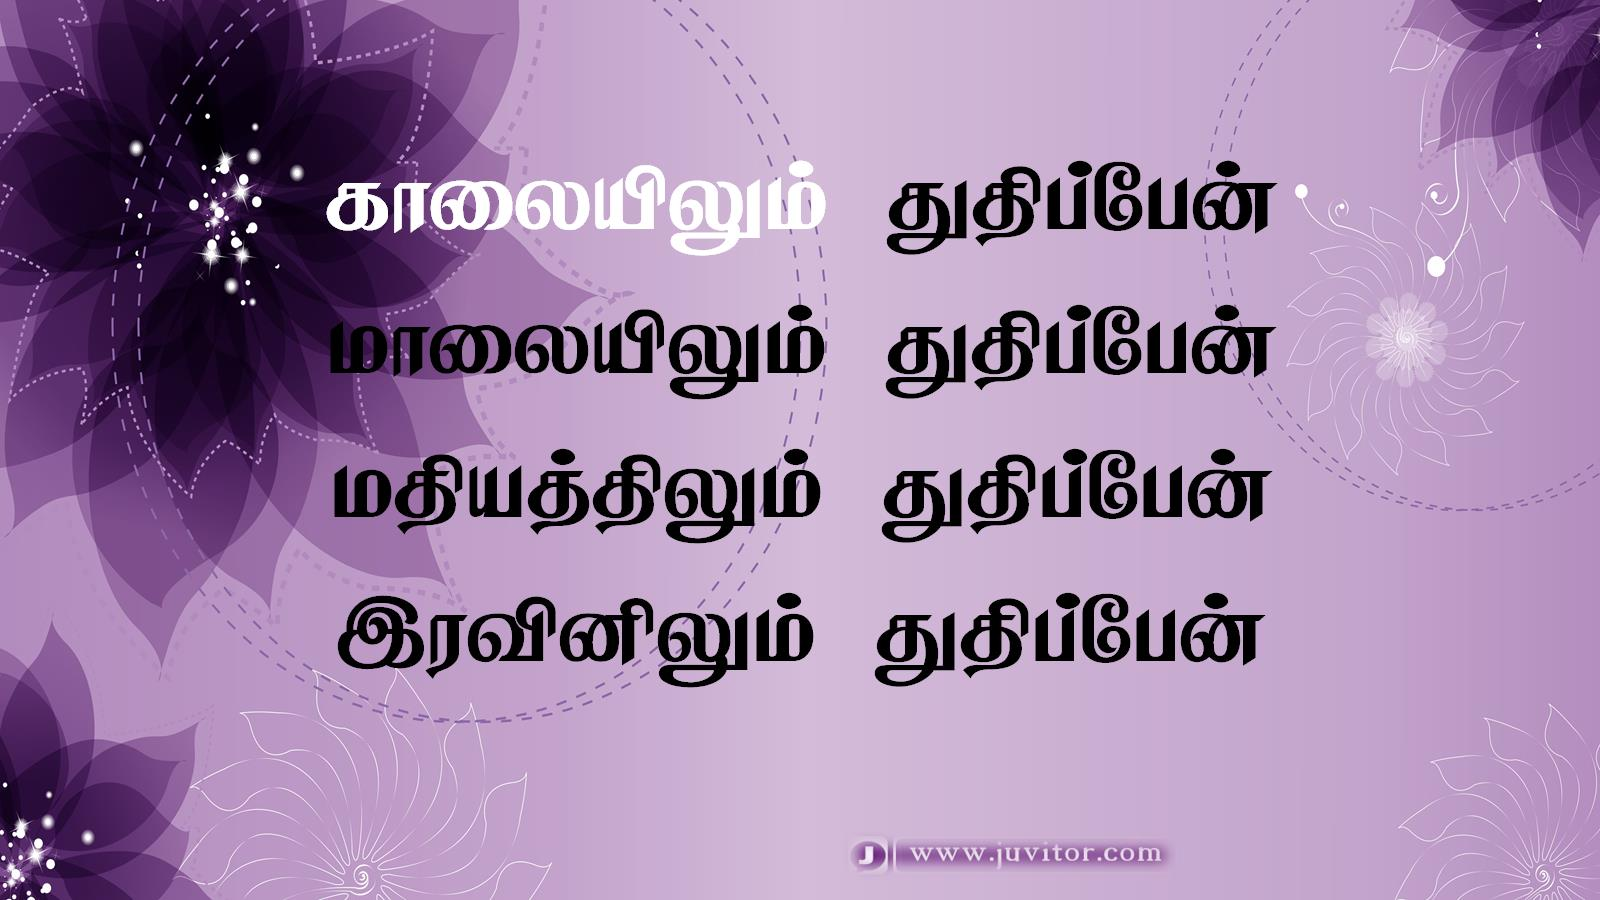 காலையிலும் துதிப்பேன்
மாலையிலும் துதிப்பேன்
மதியத்திலும் துதிப்பேன்
இரவினிலும் துதிப்பேன்
J www.juvitor.com